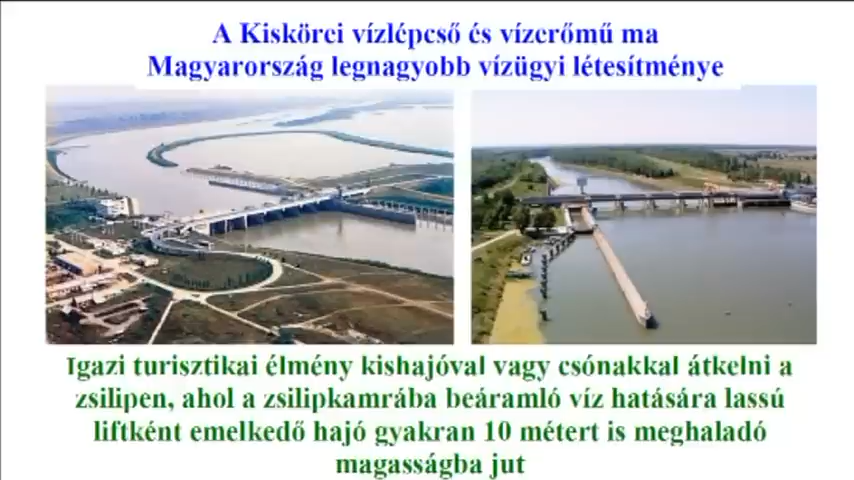 A Kiskörei vízlépcső és vízerőmű ma
Magyarország legnagyobb vízügyi létesítménye
Igazi turisztikai élmény kishajóval vagy csónakkal átkelni a
zsilipen, ahol a zsilipkamrába beáramló víz hatására lassú
liftként emelkedő hajó gyakran 10 métert is meghaladó
magasságba jut